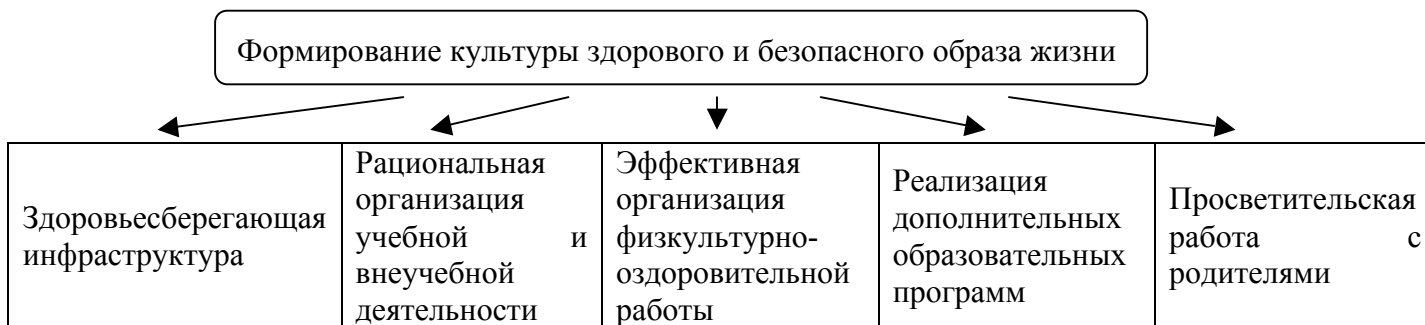 Формирование культуры здорового и безопасного образа жизни
Здоровьесберегающая
инфраструктура
Рациональная
организация
учебной и
внеучебной
деятельности
Эффективная
организация
физкультурно-
оздоровительной
работы
Реализация
дополнительных
образовательных
программ
Просветительская
работа с
родителями